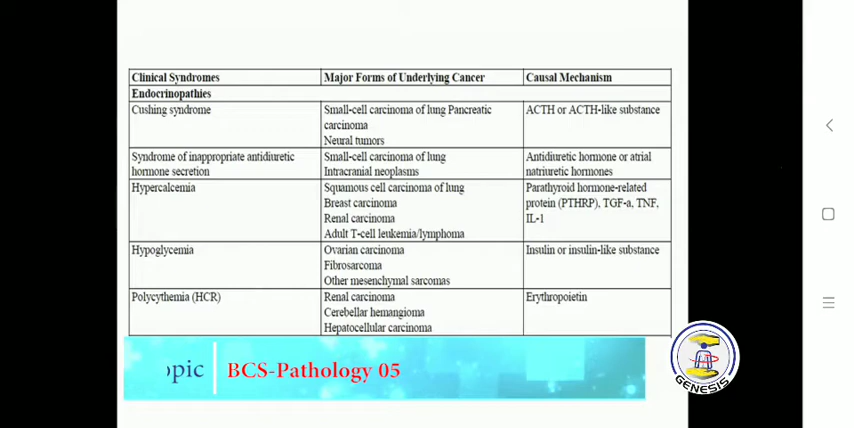 Clinical Syndromes Major Forms of Underlying Cancer Causal Mechanism
Endocrinopathies
Cushing syndrome Small-cell carcinoma of lung Pancreatic ACTH or ACTH-like substance
carcinoma
Neural tumors
Syndrome of inappropriate antidiuretic Small-cell carcinoma of lung Antidiuretic hormone or atrial
hormone secretion Intracranial neoplasms natriuretic hormones
Hypercalcemia Squamous cell carcinoma of lung Parathyroid hormone-related
Breast carcinoma protein (PTHRP), TGF-a, TNF,
Renal carcinoma IL-1
Adult T-cell leukemia/lymphoma
Hypoglycemia Ovarian carcinoma Insulin or insulin-like substance
Fibrosarcoma
Other mesenchymal sarcomas
Polycythemia (HCR) Renal carcinoma Erythropoietin
Cerebellar hemangioma
Hepatocellular carcinoma
opic BCS-Pathology 05
GENESIS